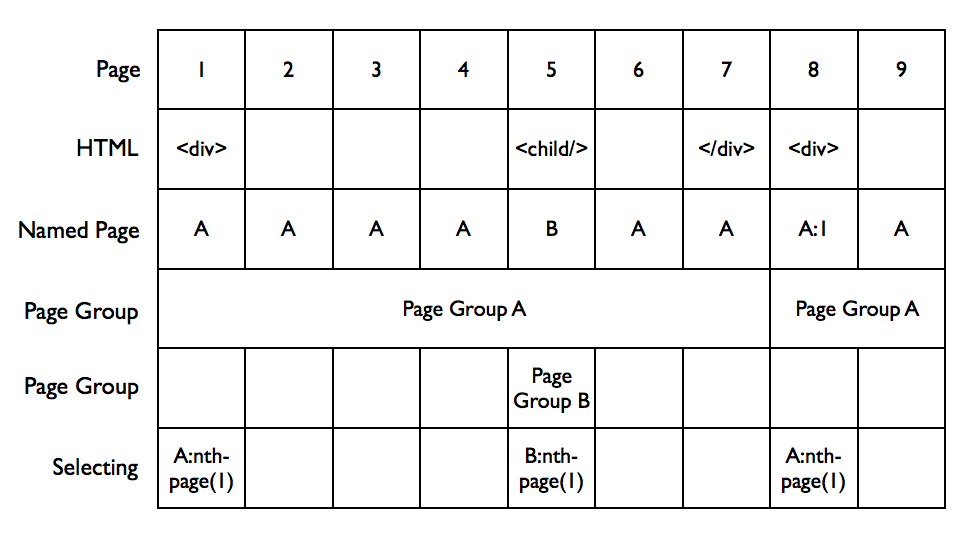 Page 1 2 3 4 5 6 7 8 9
HTML <div> <child/> </div> <div>
Named Page A A A A B A A A:1 A
Page Group Page Group A Page Group A
Page Group Page
Group B
Selecting A:nth-
page(1) B:nth-
page(1) A:nth-
page(1)